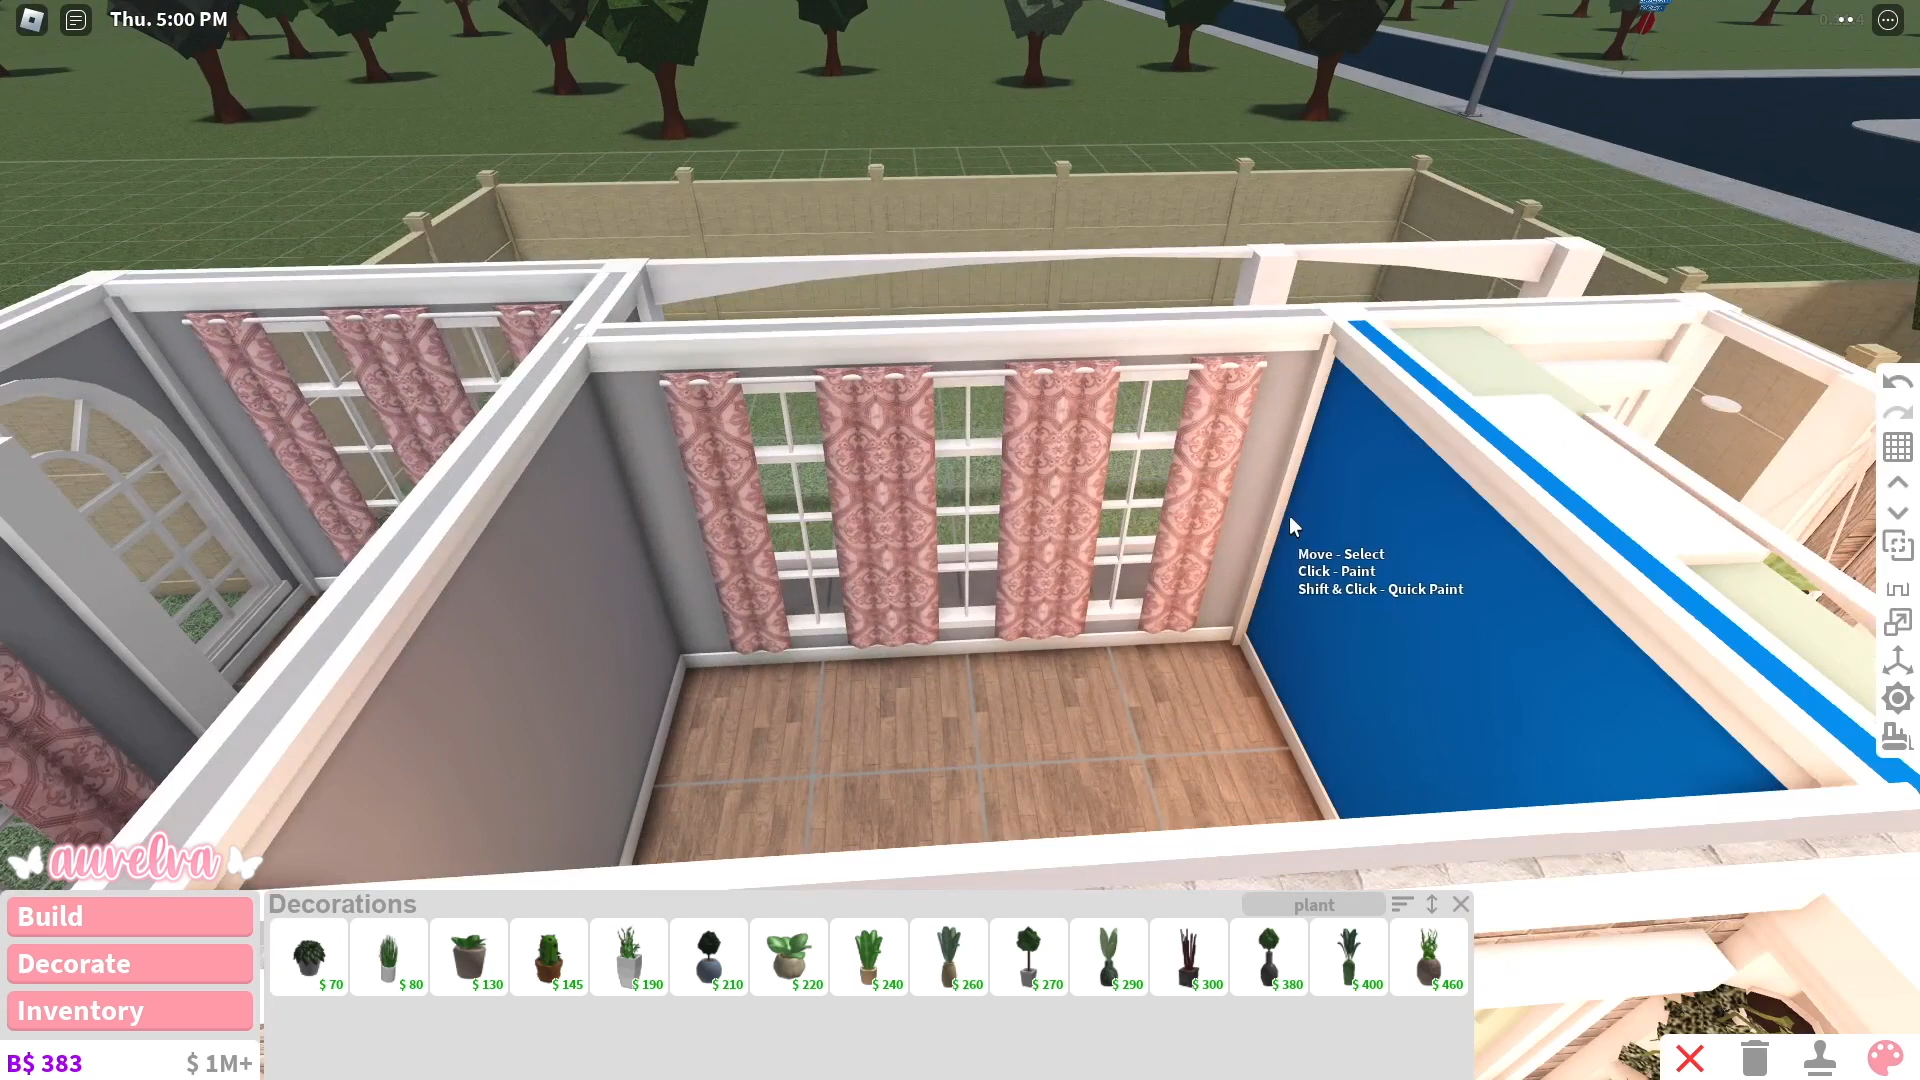 Thu. 5:00 PM
Move - Select
Click - Paint
Shift & Click - Quick Paint
aurelva
Build
Decorate
Inventory
B$ 383
$ 1M+
Decorations
plant
$ 70
$ 80
$ 130
$ 145
$ 190
$ 210
$ 220
$ 240
$ 260
$ 270
$ 290
$ 300
$ 380
$ 400
$ 460